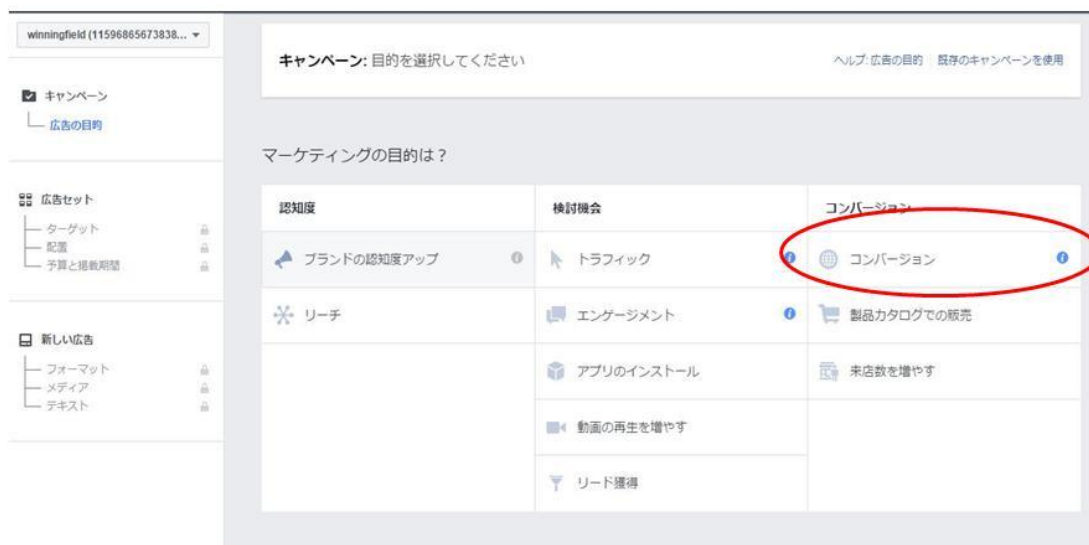 winningfield (11596865673838...
キャンペーン
広告の目的
広告セット
ターゲット
配置
予算と掲載期間
新しい広告
フォーマット
メディア
テキスト
キャンペーン: 目的を選択してください
ヘルプ: 広告の目的 既存のキャンペーンを使用
マーケティングの目的は？
認知度
ブランドの認知度アップ
リーチ
検討機会
トラフィック
エンゲージメント
アプリのインストール
動画の再生を増やす
リード獲得
コンバージョン
コンバージョン
製品カタログでの販売
来店数を増やす